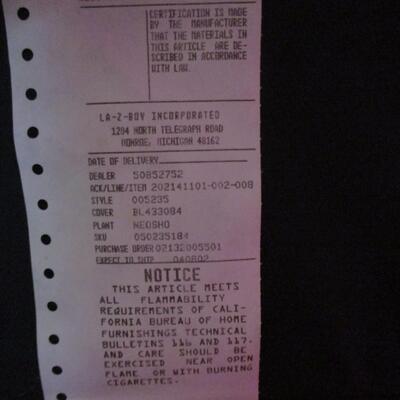 CERTIFICATION IS MADE
BY THE MANUFACTURER
THAT THE MATERIALS IN
THIS ARTICLE ARE DE-
SCRIBED IN ACCORDANCE
WITH LAW.
LA-Z-BOY INCORPORATED
1284 NORTH TELEGRAPH ROAD
MONROE, MICHIGAN 48162
DATE OF DELIVERY
DEALER 50852752
ACK/LINE/ITEM 202141101-002-008
STYLE 005235
COVER BL433084
PLANT NEOSHO
SKU 050235184
PURCHASE ORDER 02132005501
EXPECT TO SHIP 040802
NOTICE
THIS ARTICLE MEETS
ALL FLAMMABILITY
REQUIREMENTS OF CALI-
FORNIA BUREAU OF HOME
FURNISHINGS TECHNICAL
BULLETINS 116 AND 117.
AND CARE SHOULD BE
EXERCISED NEAR OPEN
FLAME OR WITH BURNING
CIGARETTES.